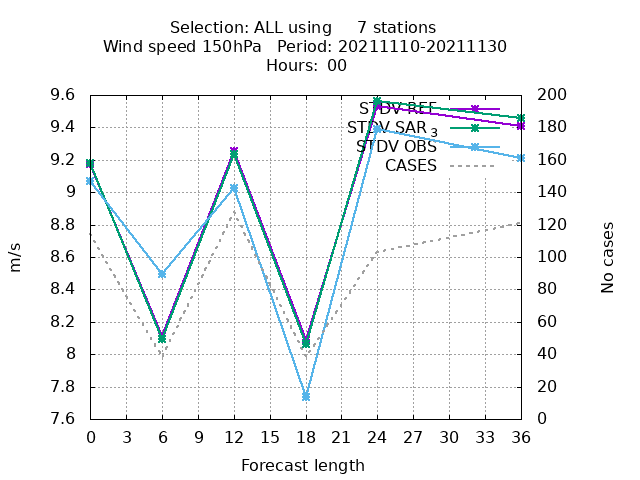 Selection: ALL using     7 stations
Wind speed 150hPa   Period: 20211110-20211130
Hours:  00
STDV REF
STDV SAR 3
STDV OBS
CASES
9.6
9.4
9.2
9
8.8
8.6
8.4
8.2
8
7.8
7.6
200
180
160
140
120
100
80
60
40
20
0
m/s
No cases
0 3 6 9 12 15 18 21 24 27 30 33 36
Forecast length